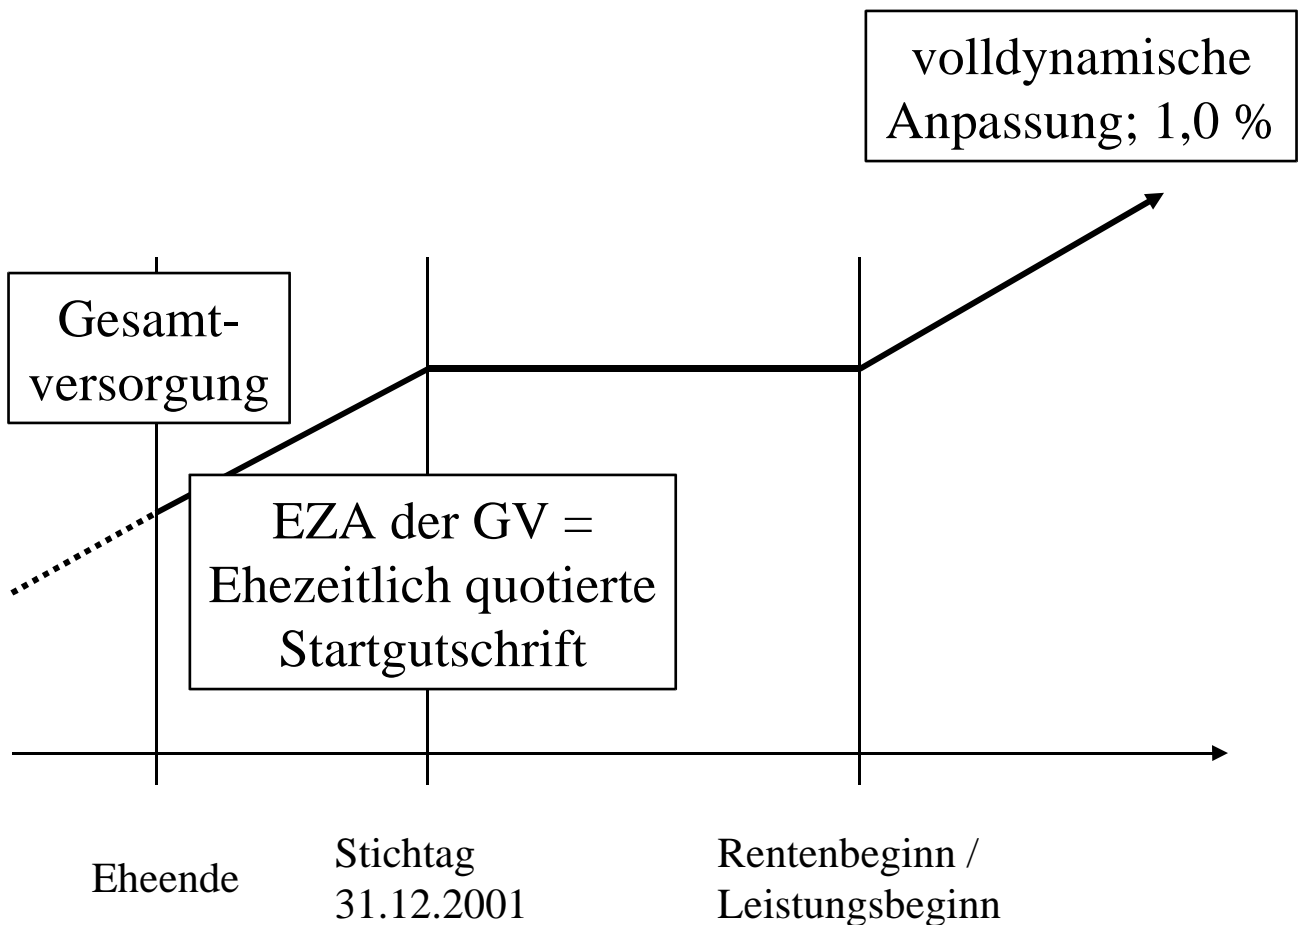 volldynamische
Anpassung; 1,0 %
Gesamt-
versorgung
EZA der GV =
Ehezeitlich quotierte
Startgutschrift
Eheende
Stichtag
31.12.2001
Rentenbeginn /
Leistungsbeginn